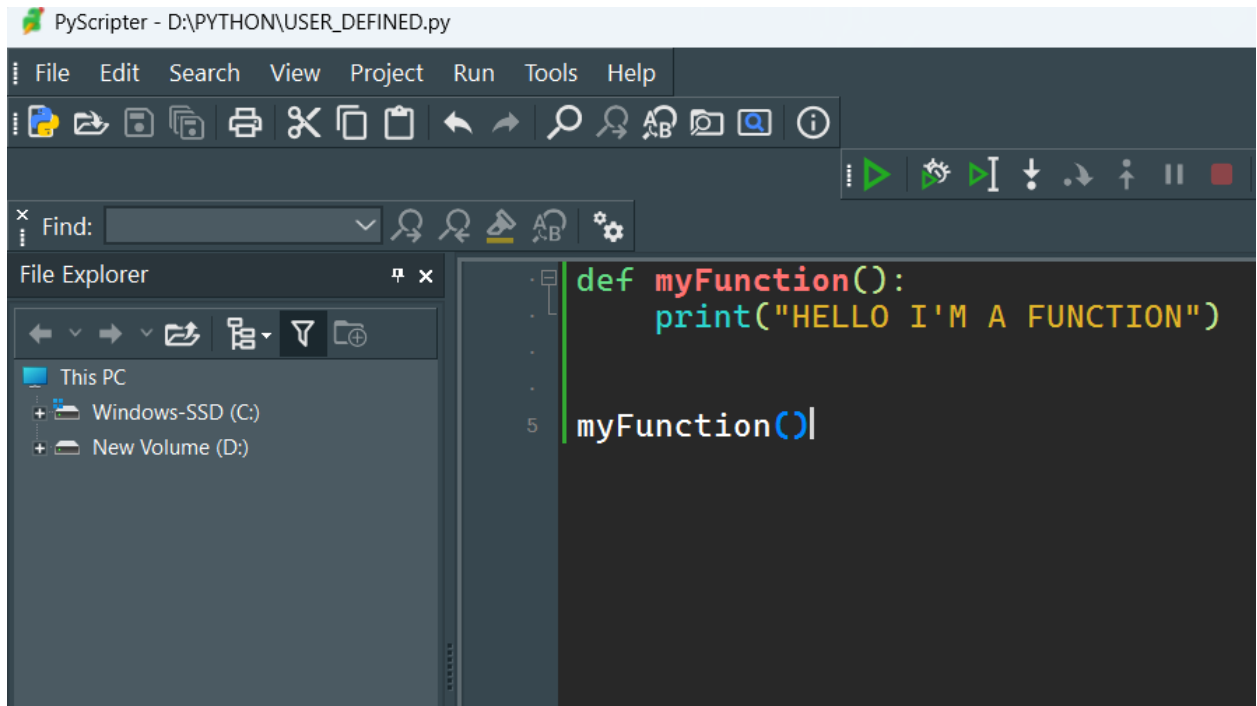 PyScripter - D:\PYTHON\USER_DEFINED.py
File Edit Search View Project Run Tools Help
Find:
File Explorer
This PC
Windows-SSD (C:)
New Volume (D:)
def myFunction():
    print("HELLO I'M A FUNCTION")
5 myFunction()